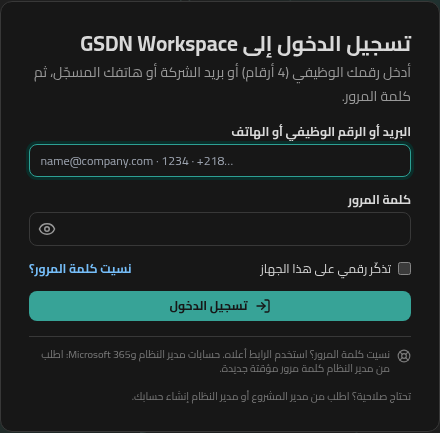 تسجيل الدخول إلى GSDN Workspace
أدخل رقمك الوظيفي (4 أرقام) أو بريد الشركة أو هاتفك المسجّل، ثم
كلمة المرور.
البريد أو الرقم الوظيفي أو الهاتف
name@company.com · 1234 · +218…
كلمة المرور
تذكّر رقمي على هذا الجهاز
نسيت كلمة المرور؟
تسجيل الدخول
نسيت كلمة المرور؟ استخدم الرابط أعلاه. حسابات مدير النظام وMicrosoft 365: اطلب
من مدير النظام كلمة مرور مؤقتة جديدة.
تحتاج صلاحية؟ اطلب من مدير المشروع أو مدير النظام إنشاء حسابك.